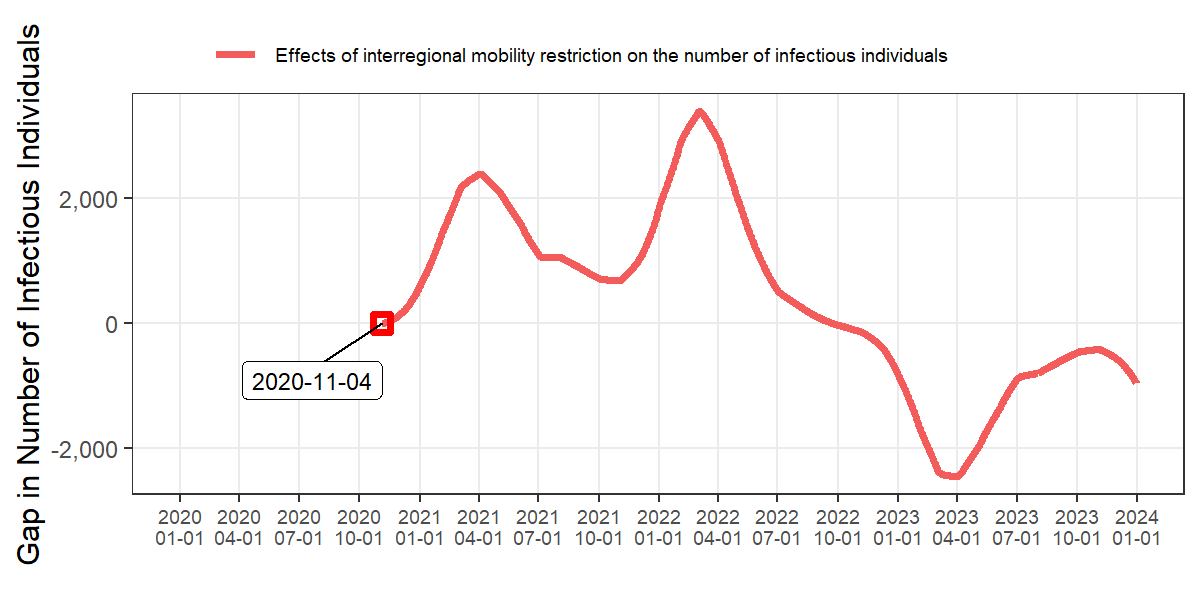 Effects of interregional mobility restriction on the number of infectious individuals
Gap in Number of Infectious Individuals
2,000
0
-2,000
2020-11-04
2020 2020 2020 2020 2021 2021 2021 2021 2022 2022 2022 2022 2023 2023 2023 2023 2024
01-01 04-01 07-01 10-01 01-01 04-01 07-01 10-01 01-01 04-01 07-01 10-01 01-01 04-01 07-01 10-01 01-01